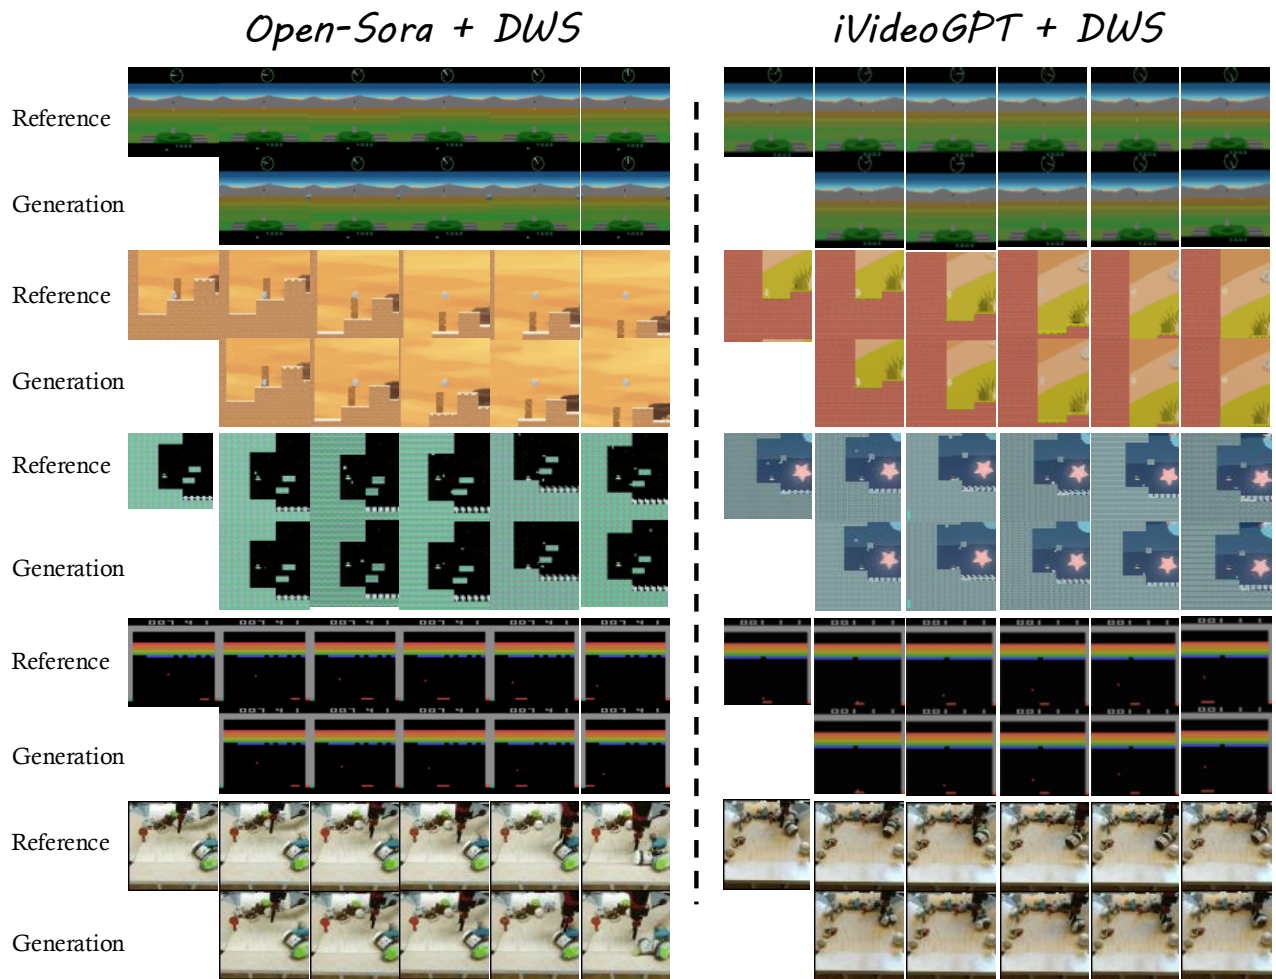 Open-Sora + DWS
iVideoGPT + DWS
Reference
Generation
Reference
Generation
Reference
Generation
Reference
Generation
Reference
Generation